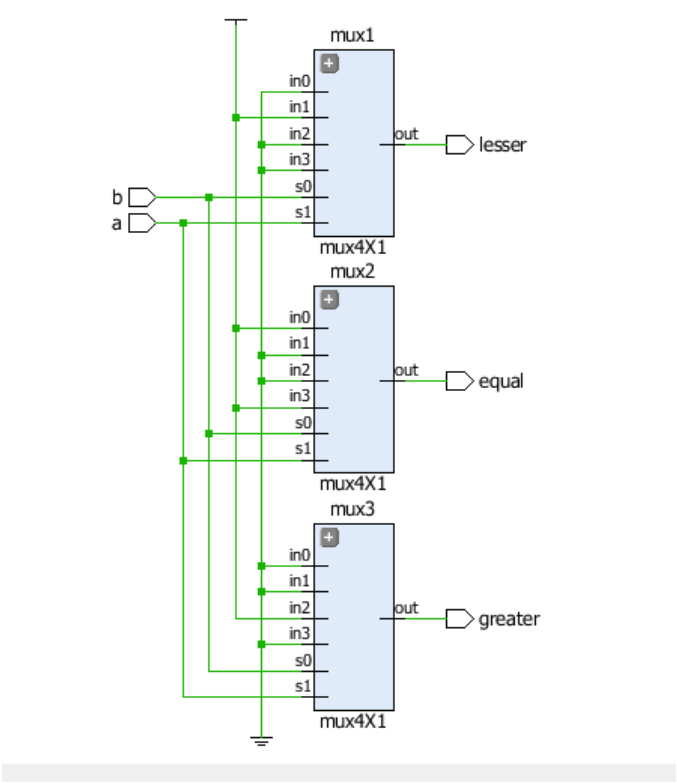 mux1
in0
in1
in2
in3
s0
s1
out
lesser
b
a
mux4X1
mux2
in0
in1
in2
in3
s0
s1
out
equal
mux4X1
mux3
in0
in1
in2
in3
s0
s1
out
greater
mux4X1